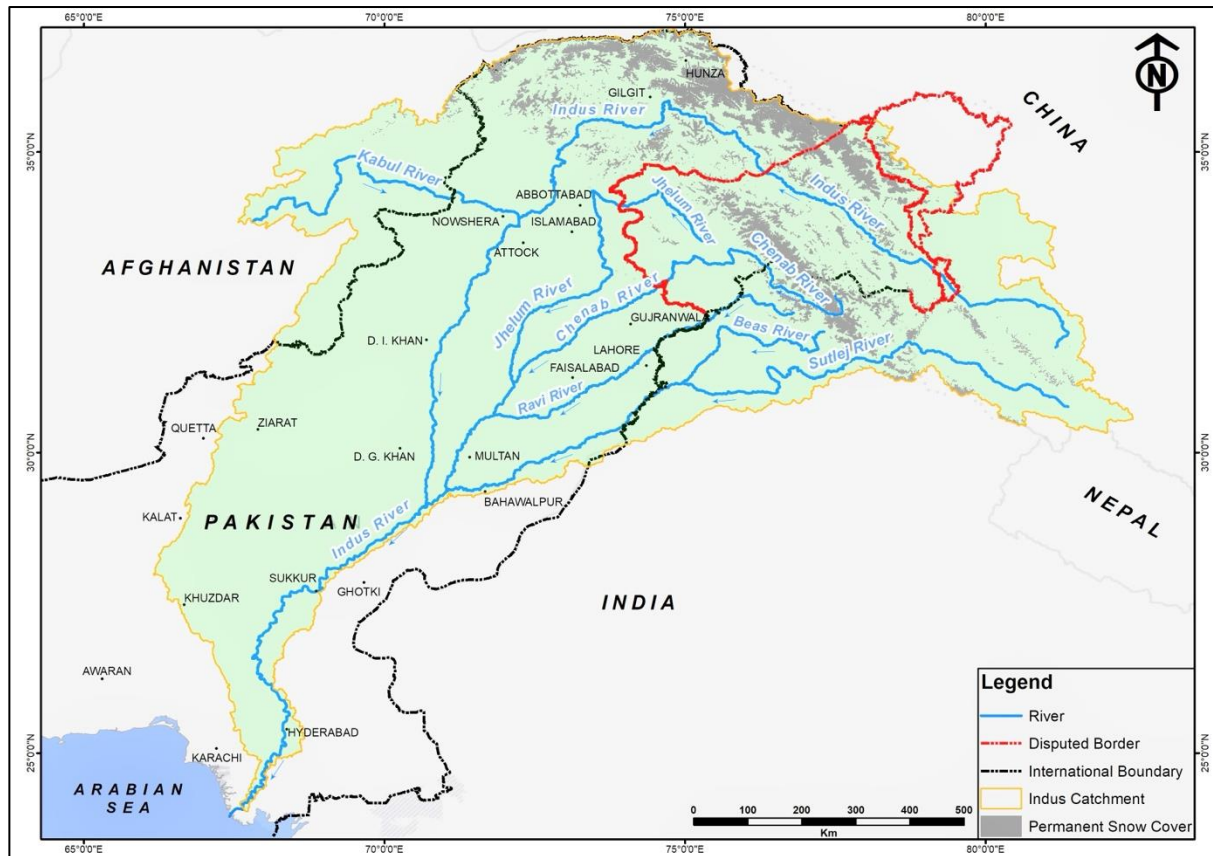 65°0'0"E 70°0'0"E 75°0'0"E 80°0'0"E
N
HUNZA
GILGIT
CHINA
Indus River
35°0'0"N 35°0'0"N
Kabul River
ABBOTTABAD
Jhelum River
Indus River
NOWSHERA
ISLAMABAD
ATTOCK
AFGHANISTAN
Chenab River
Jhelum River
Chenab River
GUJRANWAL
Beas River
D. I. KHAN
LAHORE
Sutlej River
FAISALABAD
Ravi River
ZIARAT
QUETTA
30°0'0"N 30°0'0"N
D. G. KHAN
MULTAN
BAHAWALPUR
NEPAL
KALAT
PAKISTAN
Indus River
SUKKUR
GHOTKI
KHUZDAR
INDIA
AWARAN
HYDERABAD
25°0'0"N 25°0'0"N
KARACHI
ARABIAN
SEA
Legend
River
Disputed Border
International Boundary
Indus Catchment
Permanent Snow Cover
0 100 200 300 400 500
Km
65°0'0"E 70°0'0"E 75°0'0"E 80°0'0"E